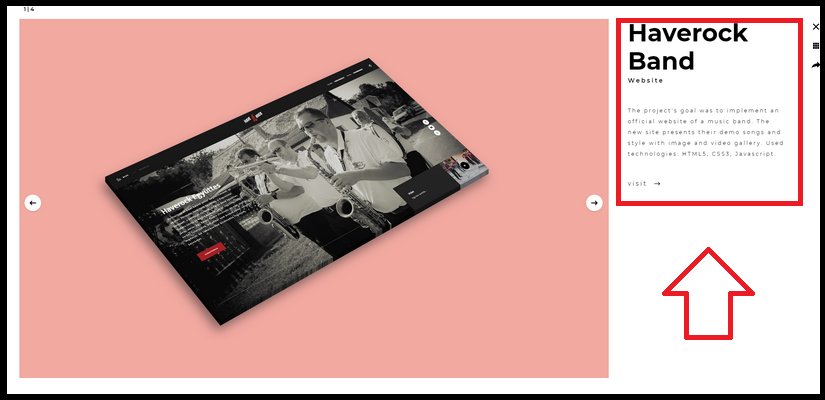 1|4
Haverock
Band
Website
The project's goal was to implement an
official website of a music band. The
new site presents their demo songs and
style with image and video gallery. Used
technologies: HTML5, CSS3, Javascript.
visit →
Haverock Együttes